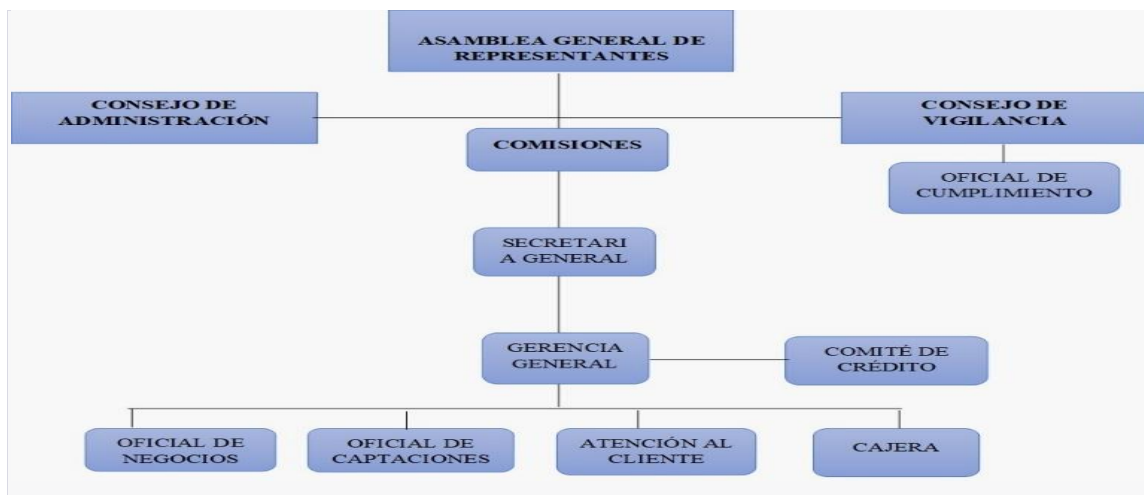 ASAMBLEA GENERAL DE
REPRESENTANTES
CONSEJO DE
ADMINISTRACIÓN
CONSEJO DE
VIGILANCIA
COMISIONES
OFICIAL DE
CUMPLIMIENTO
SECRETARI
A GENERAL
GERENCIA
GENERAL
COMITÉ DE
CRÉDITO
OFICIAL DE
NEGOCIOS
OFICIAL DE
CAPTACIONES
ATENCIÓN AL
CLIENTE
CAJERA